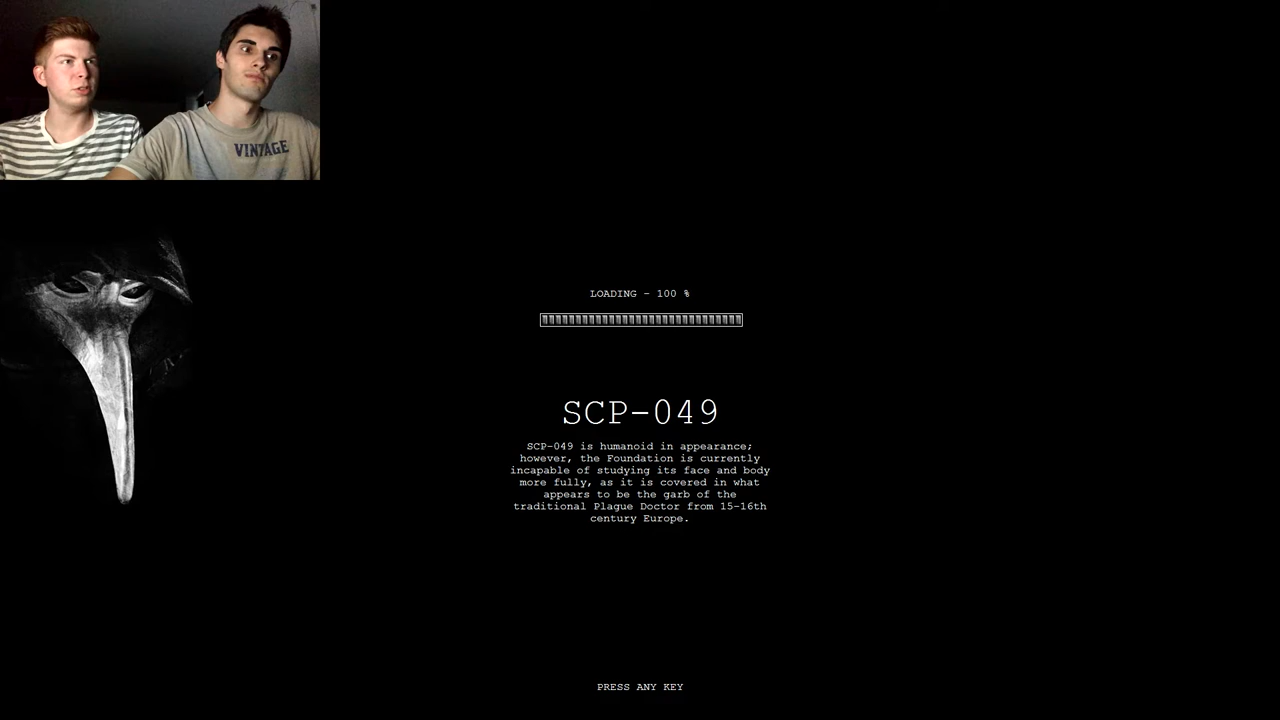 VINTAGE
LOADING - 100 %
SCP-049
SCP-049 is humanoid in appearance;
however, the Foundation is currently
incapable of studying its face and body
more fully, as it is covered in what
appears to be the garb of the
traditional Plague Doctor from 15-16th
century Europe.
PRESS ANY KEY